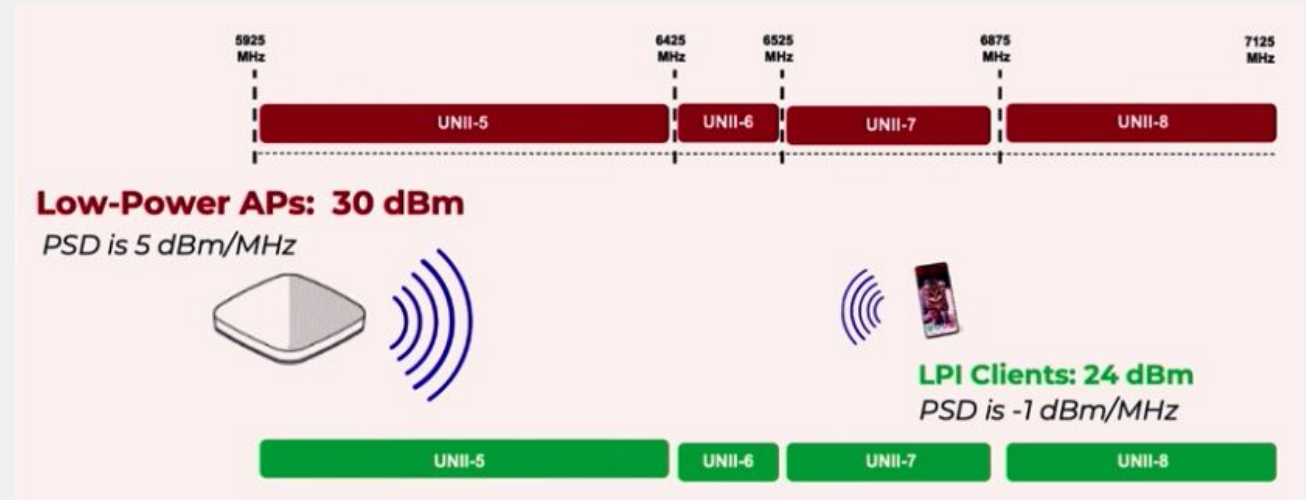 5925
MHz
6425
MHz
6525
MHz
6875
MHz
7125
MHz
UNII-5
UNII-6
UNII-7
UNII-8
Low-Power APs: 30 dBm
PSD is 5 dBm/MHz
LPI Clients: 24 dBm
PSD is -1 dBm/MHz
UNII-5
UNII-6
UNII-7
UNII-8